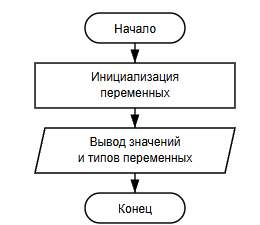 Начало
Инициализация
переменных
Вывод значений
и типов переменных
Конец